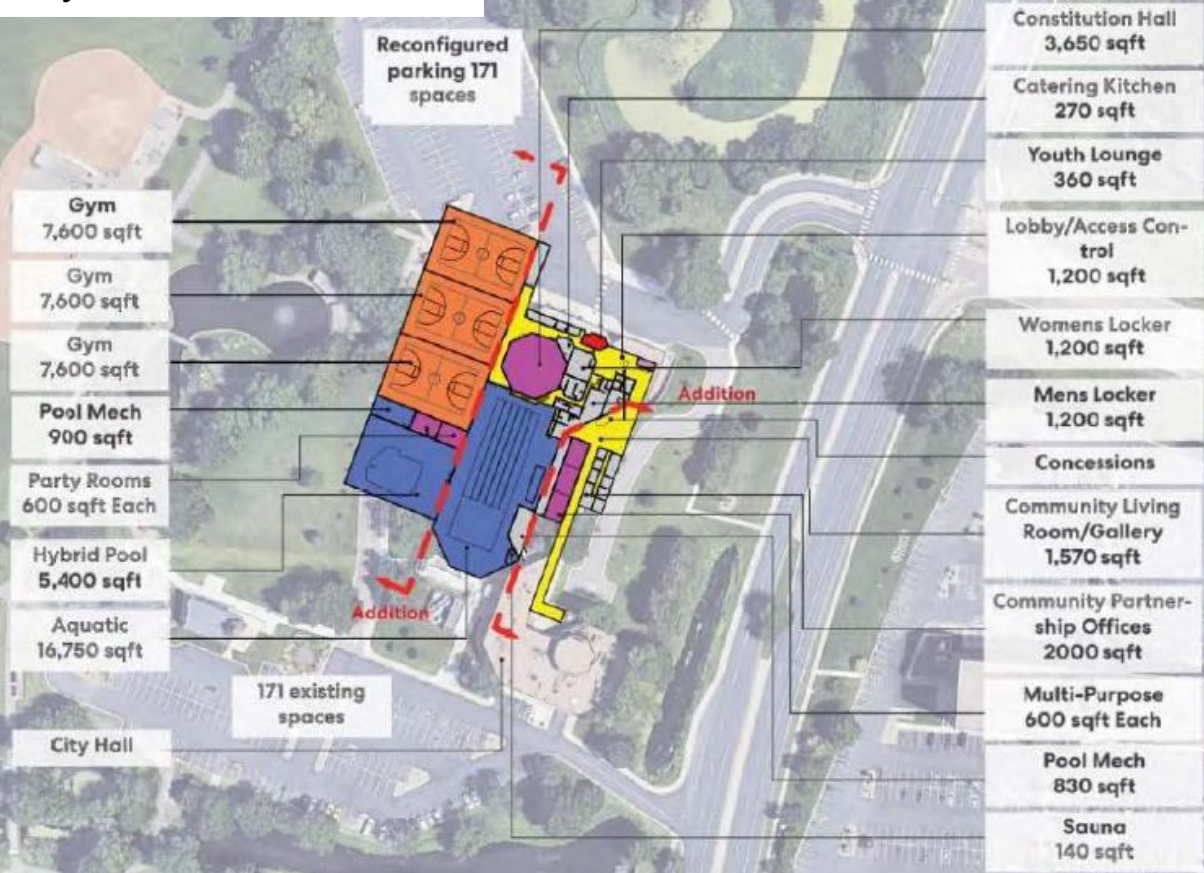 Reconfigured
parking 171
spaces
Gym
7,600 sqft
Gym
7,600 sqft
Gym
7,600 sqft
Pool Mech
900 sqft
Party Rooms
600 sqft Each
Hybrid Pool
5,400 sqft
Aquatic
16,750 sqft
City Hall
171 existing
spaces
Addition
Addition
Constitution Hall
3,650 sqft
Catering Kitchen
270 sqft
Youth Lounge
360 sqft
Lobby/Access Con-
trol
1,200 sqft
Womens Locker
1,200 sqft
Mens Locker
1,200 sqft
Concessions
Community Living
Room/Gallery
1,570 sqft
Community Partner-
ship Offices
2000 sqft
Multi-Purpose
600 sqft Each
Pool Mech
830 sqft
Sauna
140 sqft